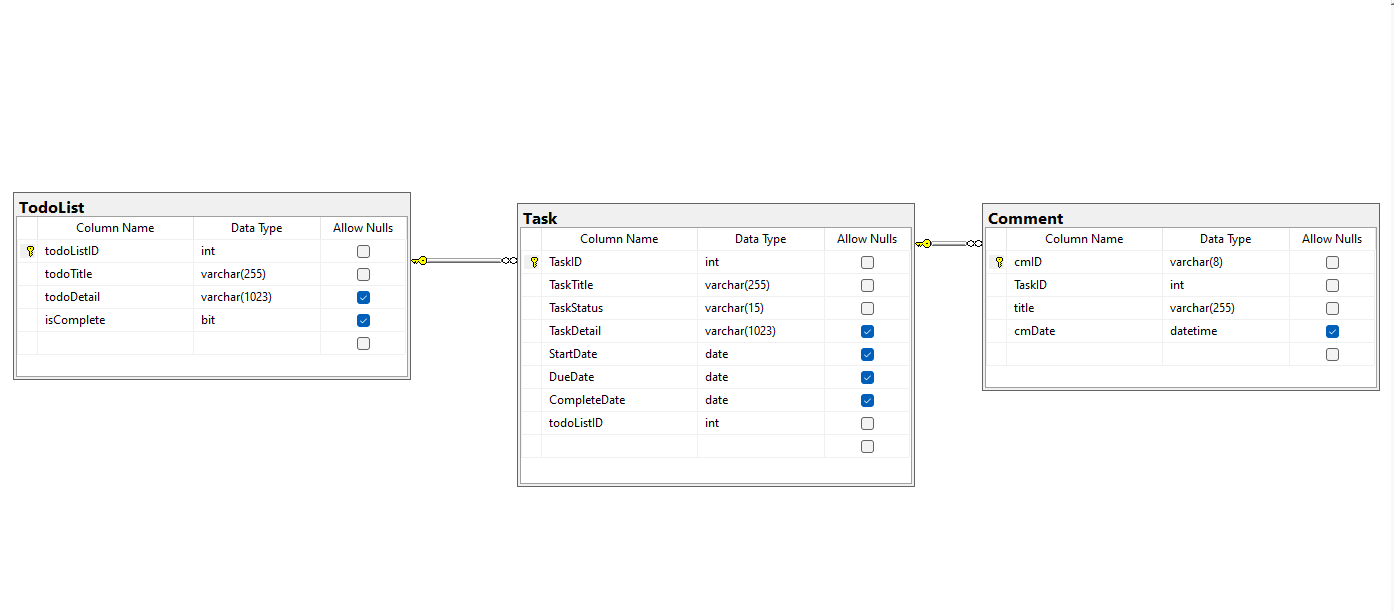 TodoList
Column Name Data Type Allow Nulls
todoListID int
todoTitle varchar(255)
todoDetail varchar(1023)
isComplete bit
Task
Column Name Data Type Allow Nulls
TaskID int
TaskTitle varchar(255)
TaskStatus varchar(15)
TaskDetail varchar(1023)
StartDate date
DueDate date
CompleteDate date
todoListID int
Comment
Column Name Data Type Allow Nulls
cmID varchar(8)
TaskID int
title varchar(255)
cmDate datetime